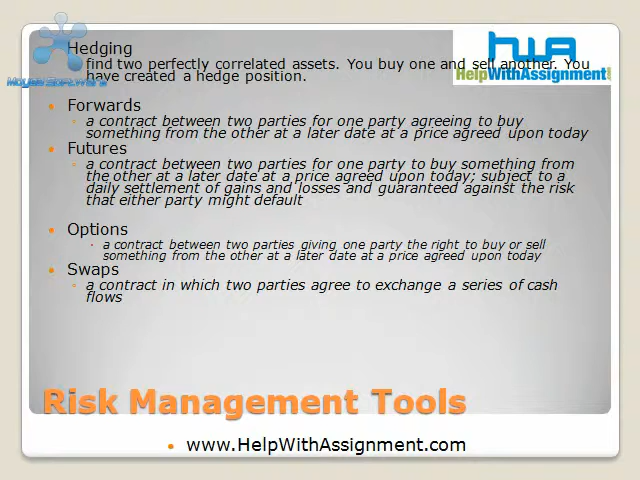 Hedging
find two perfectly correlated assets. You buy one and sell another. You
have created a hedge position.
hwa
HelpWithAssignment!
Forwards
a contract between two parties for one party agreeing to buy
something from the other at a later date at a price agreed upon today
Futures
a contract between two parties for one party to buy something from
the other at a later date at a price agreed upon today; subject to a
daily settlement of gains and losses and guaranteed against the risk
that either party might default
Options
a contract between two parties giving one party the right to buy or sell
something from the other at a later date at a price agreed upon today
Swaps
a contract in which two parties agree to exchange a series of cash
flows
Risk Management Tools
www.HelpWithAssignment.com